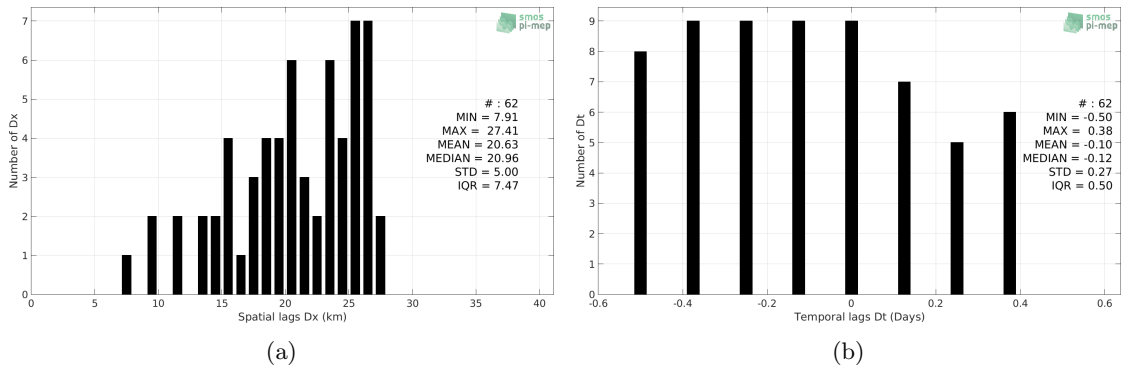 7
6
5
4
3
2
1
0
Number of Dx
smos
pi-mep
# : 62
MIN = 7.91
MAX = 27.41
MEAN = 20.63
MEDIAN = 20.96
STD = 5.00
IQR = 7.47
0 5 10 15 20 25 30 35 40
Spatial lags Dx (km)
(a)
9
8
7
6
5
4
3
2
1
0
Number of Dt
smos
pi-mep
# : 62
MIN = -0.50
MAX = 0.38
MEAN = -0.10
MEDIAN = -0.12
STD = 0.27
IQR = 0.50
-0.6 -0.4 -0.2 0 0.2 0.4 0.6
Temporal lags Dt (Days)
(b)